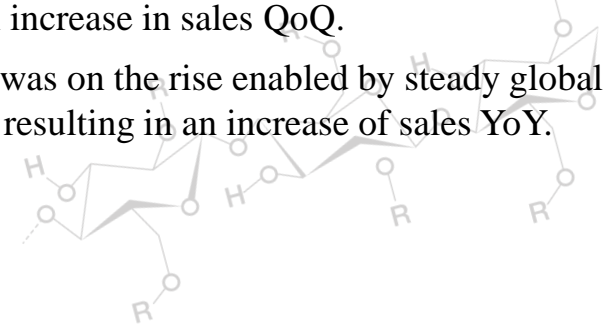 increase in sales QoQ.
was on the rise enabled by steady global
resulting in an increase of sales YoY.
R
H
R
H
O
O
H
O
O
O
O
H
O
O
O
R
R
O
R